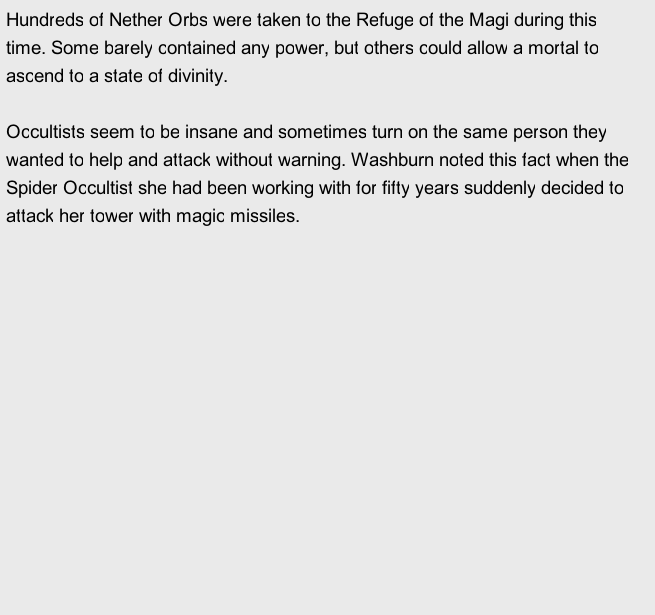 Hundreds of Nether Orbs were taken to the Refuge of the Magi during this
time. Some barely contained any power, but others could allow a mortal to
ascend to a state of divinity.

Occultists seem to be insane and sometimes turn on the same person they
wanted to help and attack without warning. Washburn noted this fact when the
Spider Occultist she had been working with for fifty years suddenly decided to
attack her tower with magic missiles.